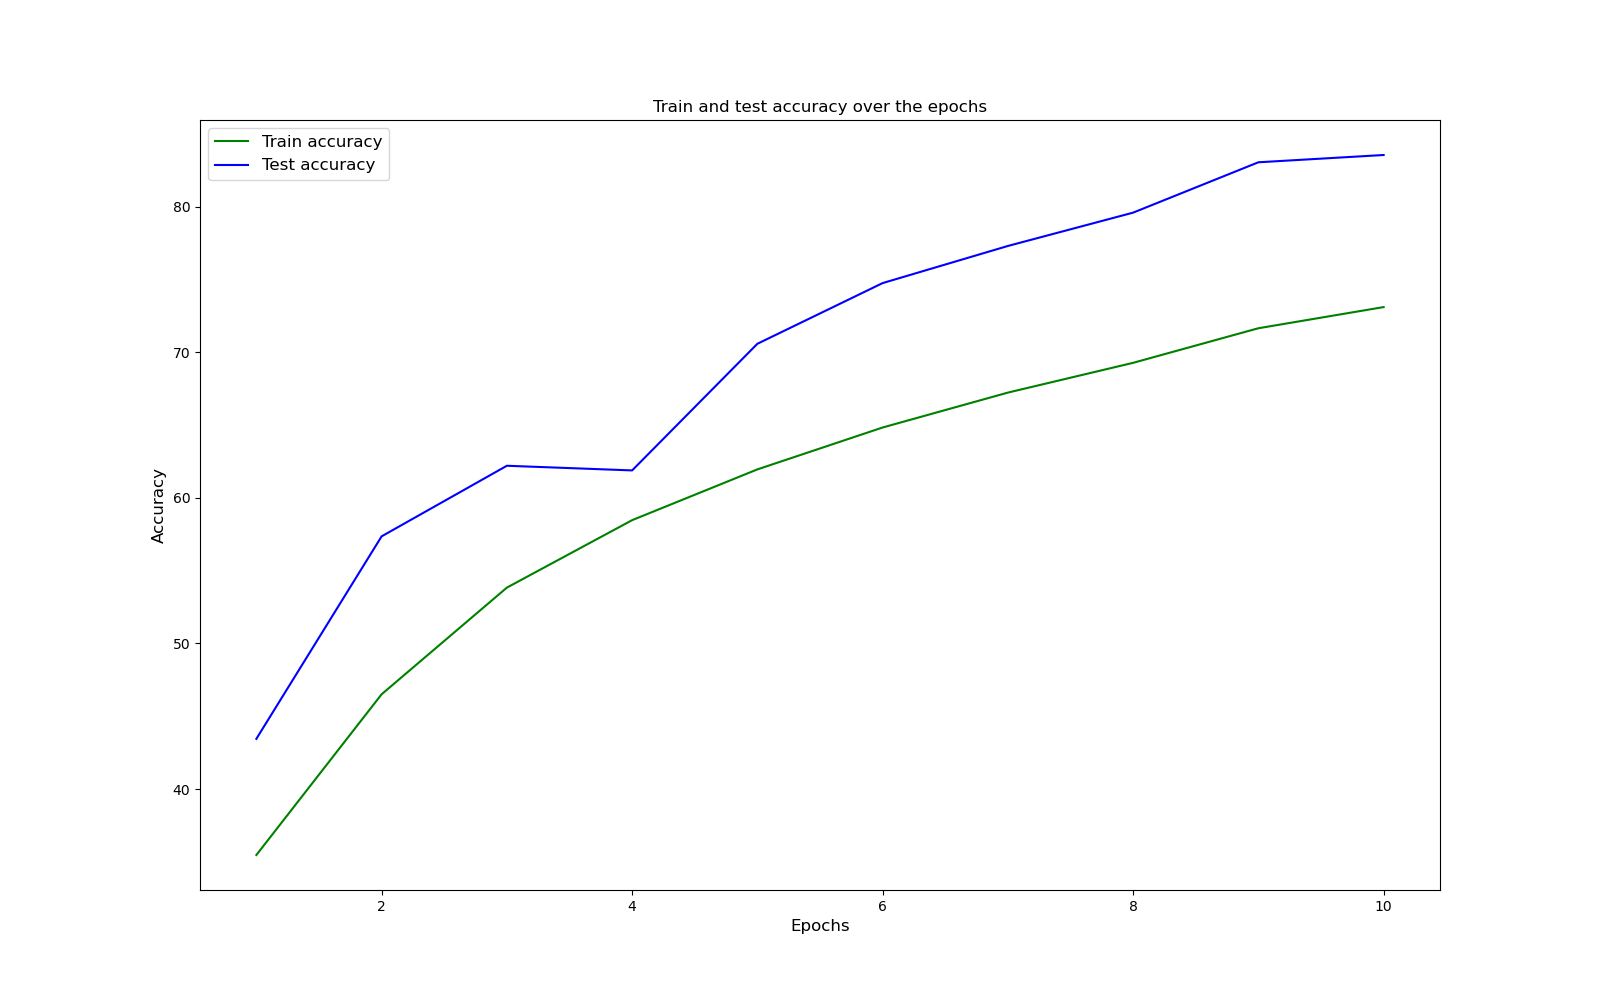 Train and test accuracy over the epochs
Train accuracy
Test accuracy
80
70
60
50
40
Accuracy
2 4 6 8 10
Epochs